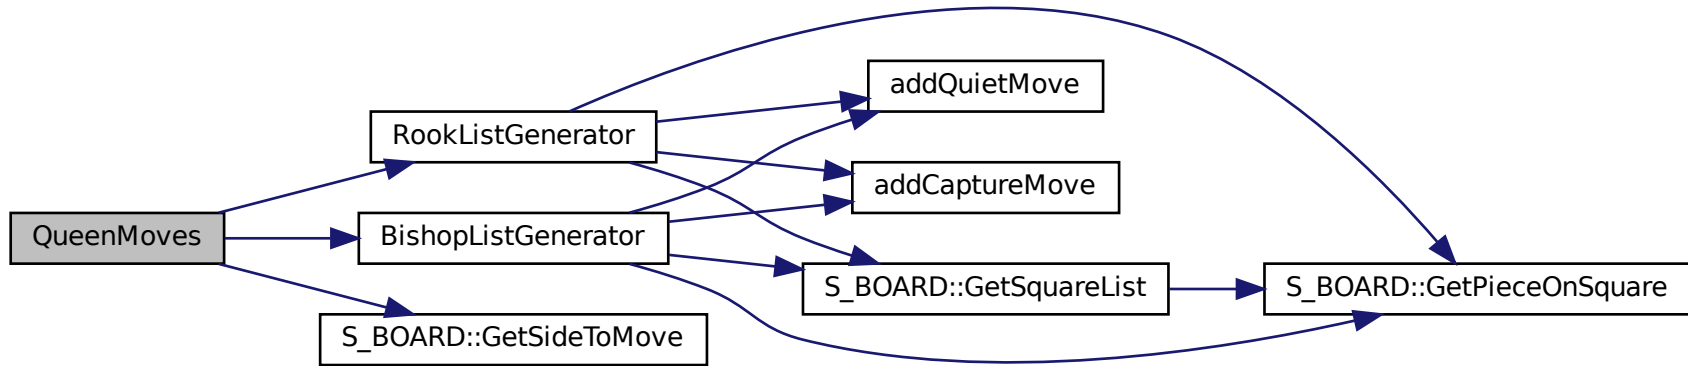 QueenMoves
RookListGenerator
BishopListGenerator
S_BOARD::GetSideToMove
addQuietMove
addCaptureMove
S_BOARD::GetSquareList
S_BOARD::GetPieceOnSquare